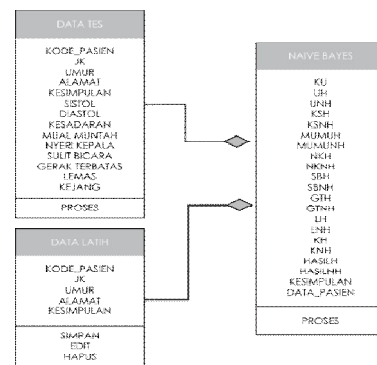 DATA TES
KODE_PASIEN
JK
UMUR
ALAMAT
KESIMPULAN
SISTOL
DIASTOL
KESADARAN
MUAL MUNTAH
NYERI KEPALA
SULIT BICARA
GERAK TERBATAS
LEMAS
KEJANG
PROSES
DATA LATIH
KODE_PASIEN
JK
UMUR
ALAMAT
KESIMPULAN
SIMPAN
EDIT
HAPUS
NAIVE BAYES
KU
UH
UNH
KSH
KSNH
MUMUH
MUMUNH
NKH
NKNH
SBH
SBNH
GTH
GTNH
LH
LNH
KH
KNH
HASILH
HASILNH
KESIMPULAN
DATA_PASIEN
PROSES